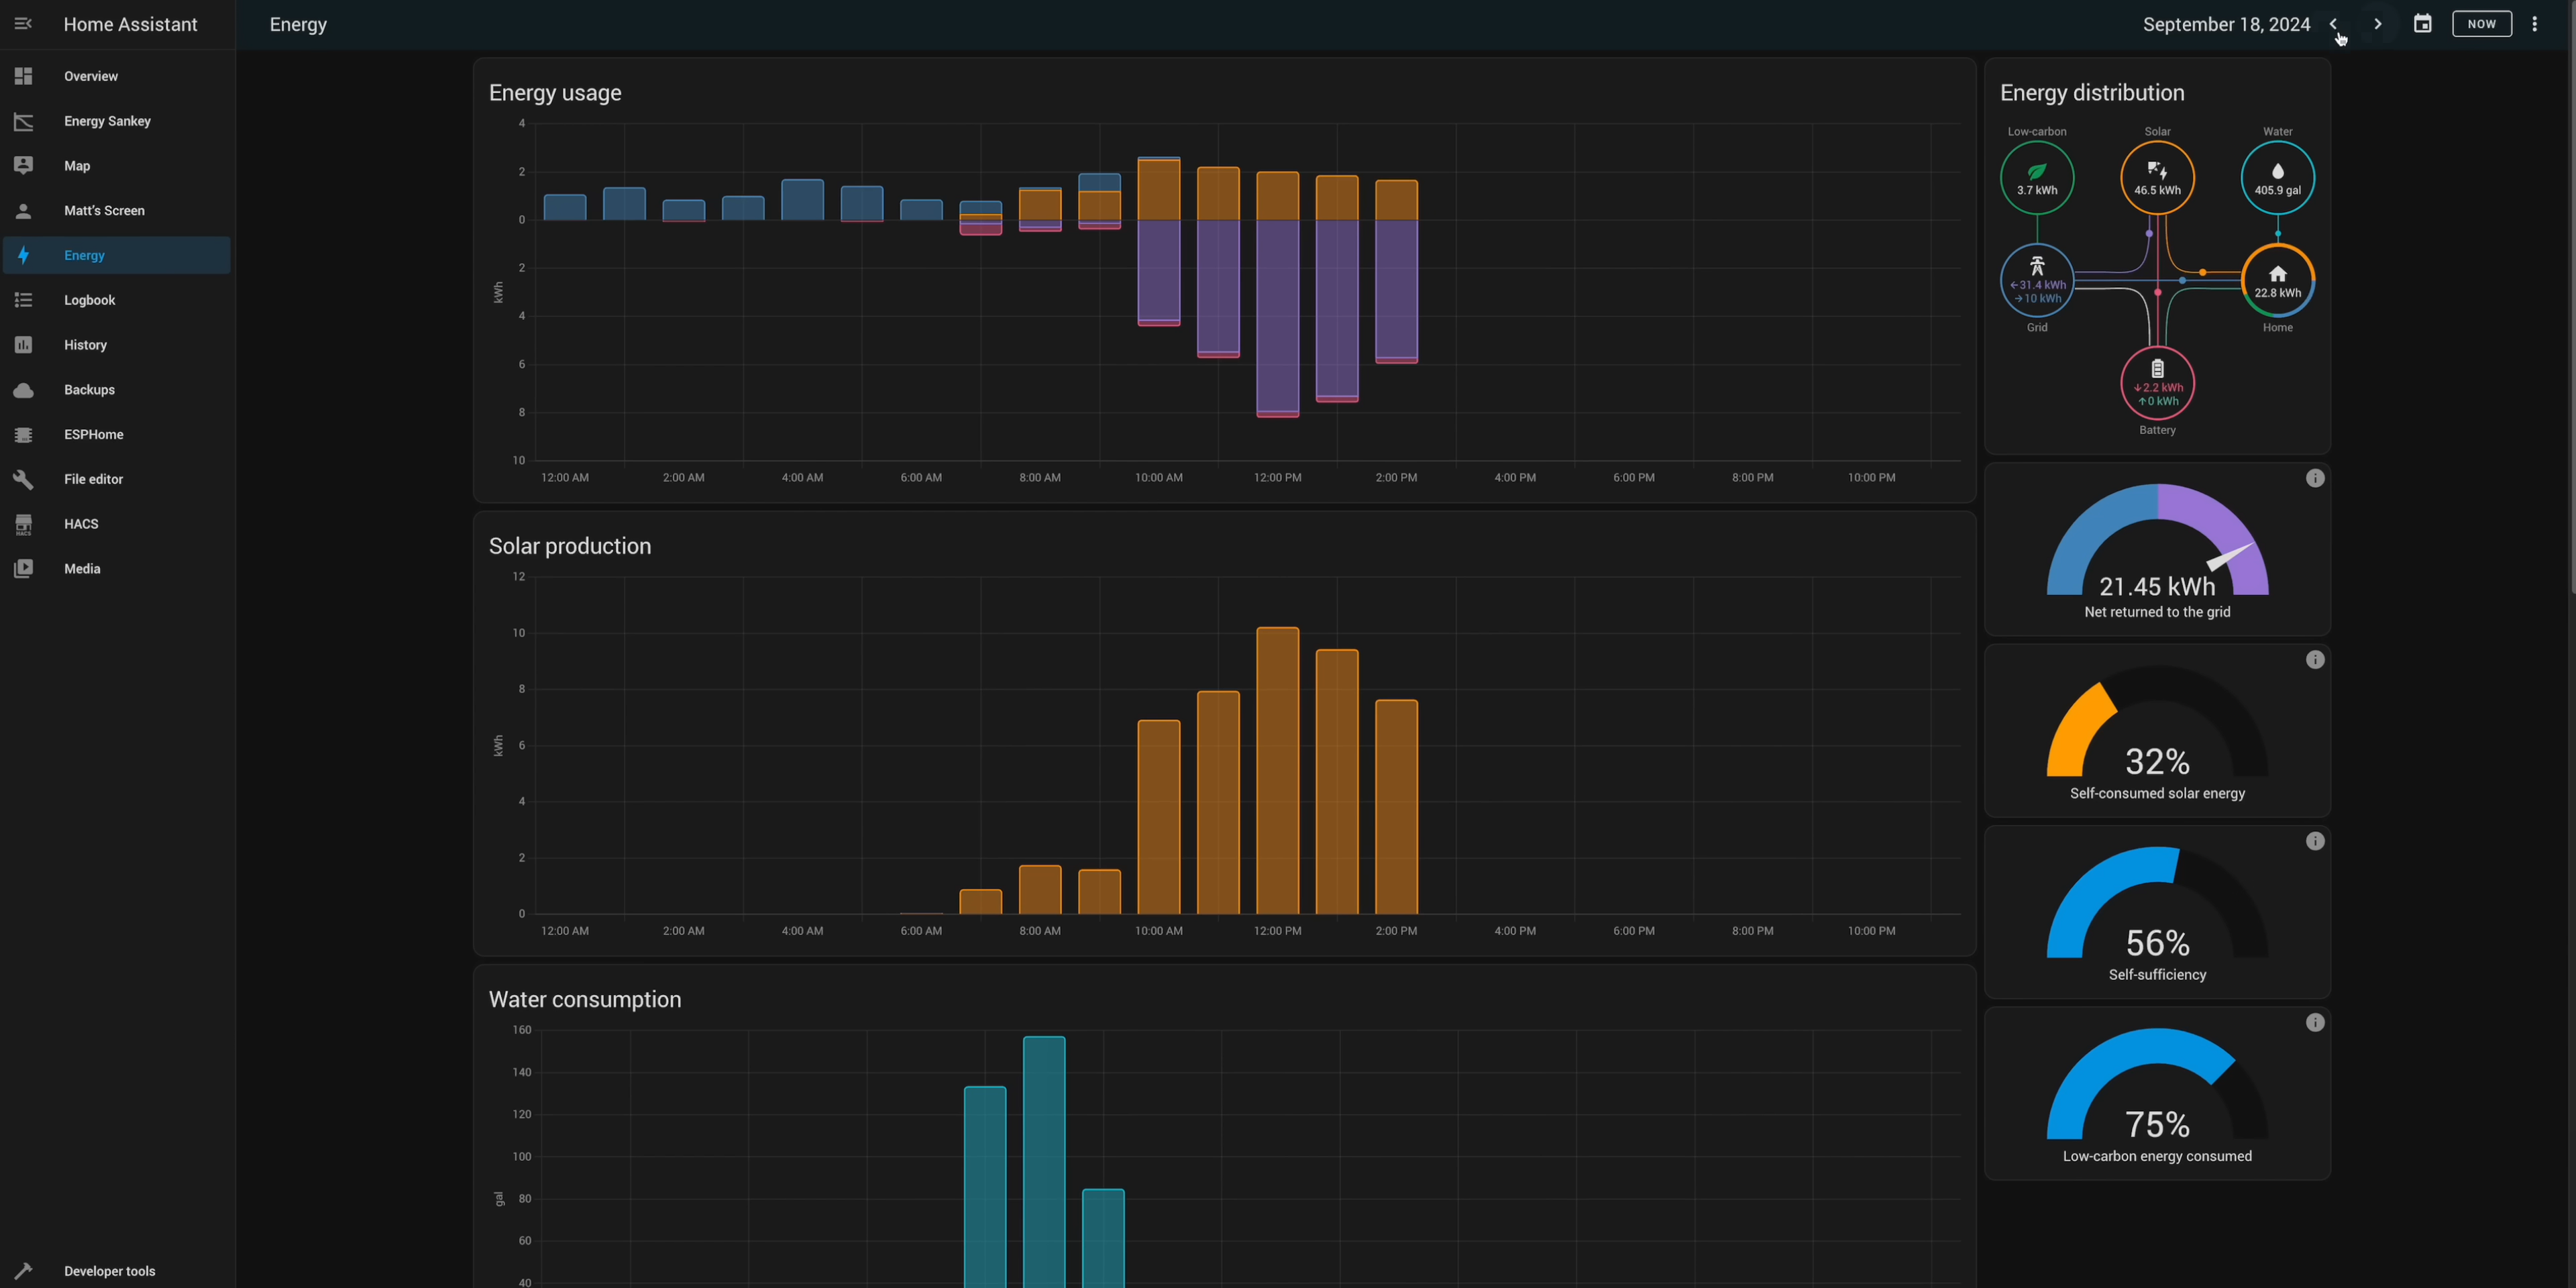 Home Assistant
Overview
Energy Sankey
Map
Matt's Screen
Energy
Logbook
History
Backups
ESPHome
File editor
HACS
HACS
Media
Developer tools
Energy
September 18, 2024
NOW
Energy usage
4
2
0
2
4
6
8
10
kWh
12:00 AM 2:00 AM 4:00 AM 6:00 AM 8:00 AM 10:00 AM 12:00 PM 2:00 PM 4:00 PM 6:00 PM 8:00 PM 10:00 PM
Solar production
12
10
8
6
4
2
0
kWh
12:00 AM 2:00 AM 4:00 AM 6:00 AM 8:00 AM 10:00 AM 12:00 PM 2:00 PM 4:00 PM 6:00 PM 8:00 PM 10:00 PM
Water consumption
160
140
120
100
80
60
40
gal
Energy distribution
Low-carbon Solar Water
3.7 kWh 46.5 kWh 405.9 gal
←31.4 kWh
→10 kWh
22.8 kWh
Grid Home
↓2.2 kWh
↑0 kWh
Battery
21.45 kWh
Net returned to the grid
32%
Self-consumed solar energy
56%
Self-sufficiency
75%
Low-carbon energy consumed